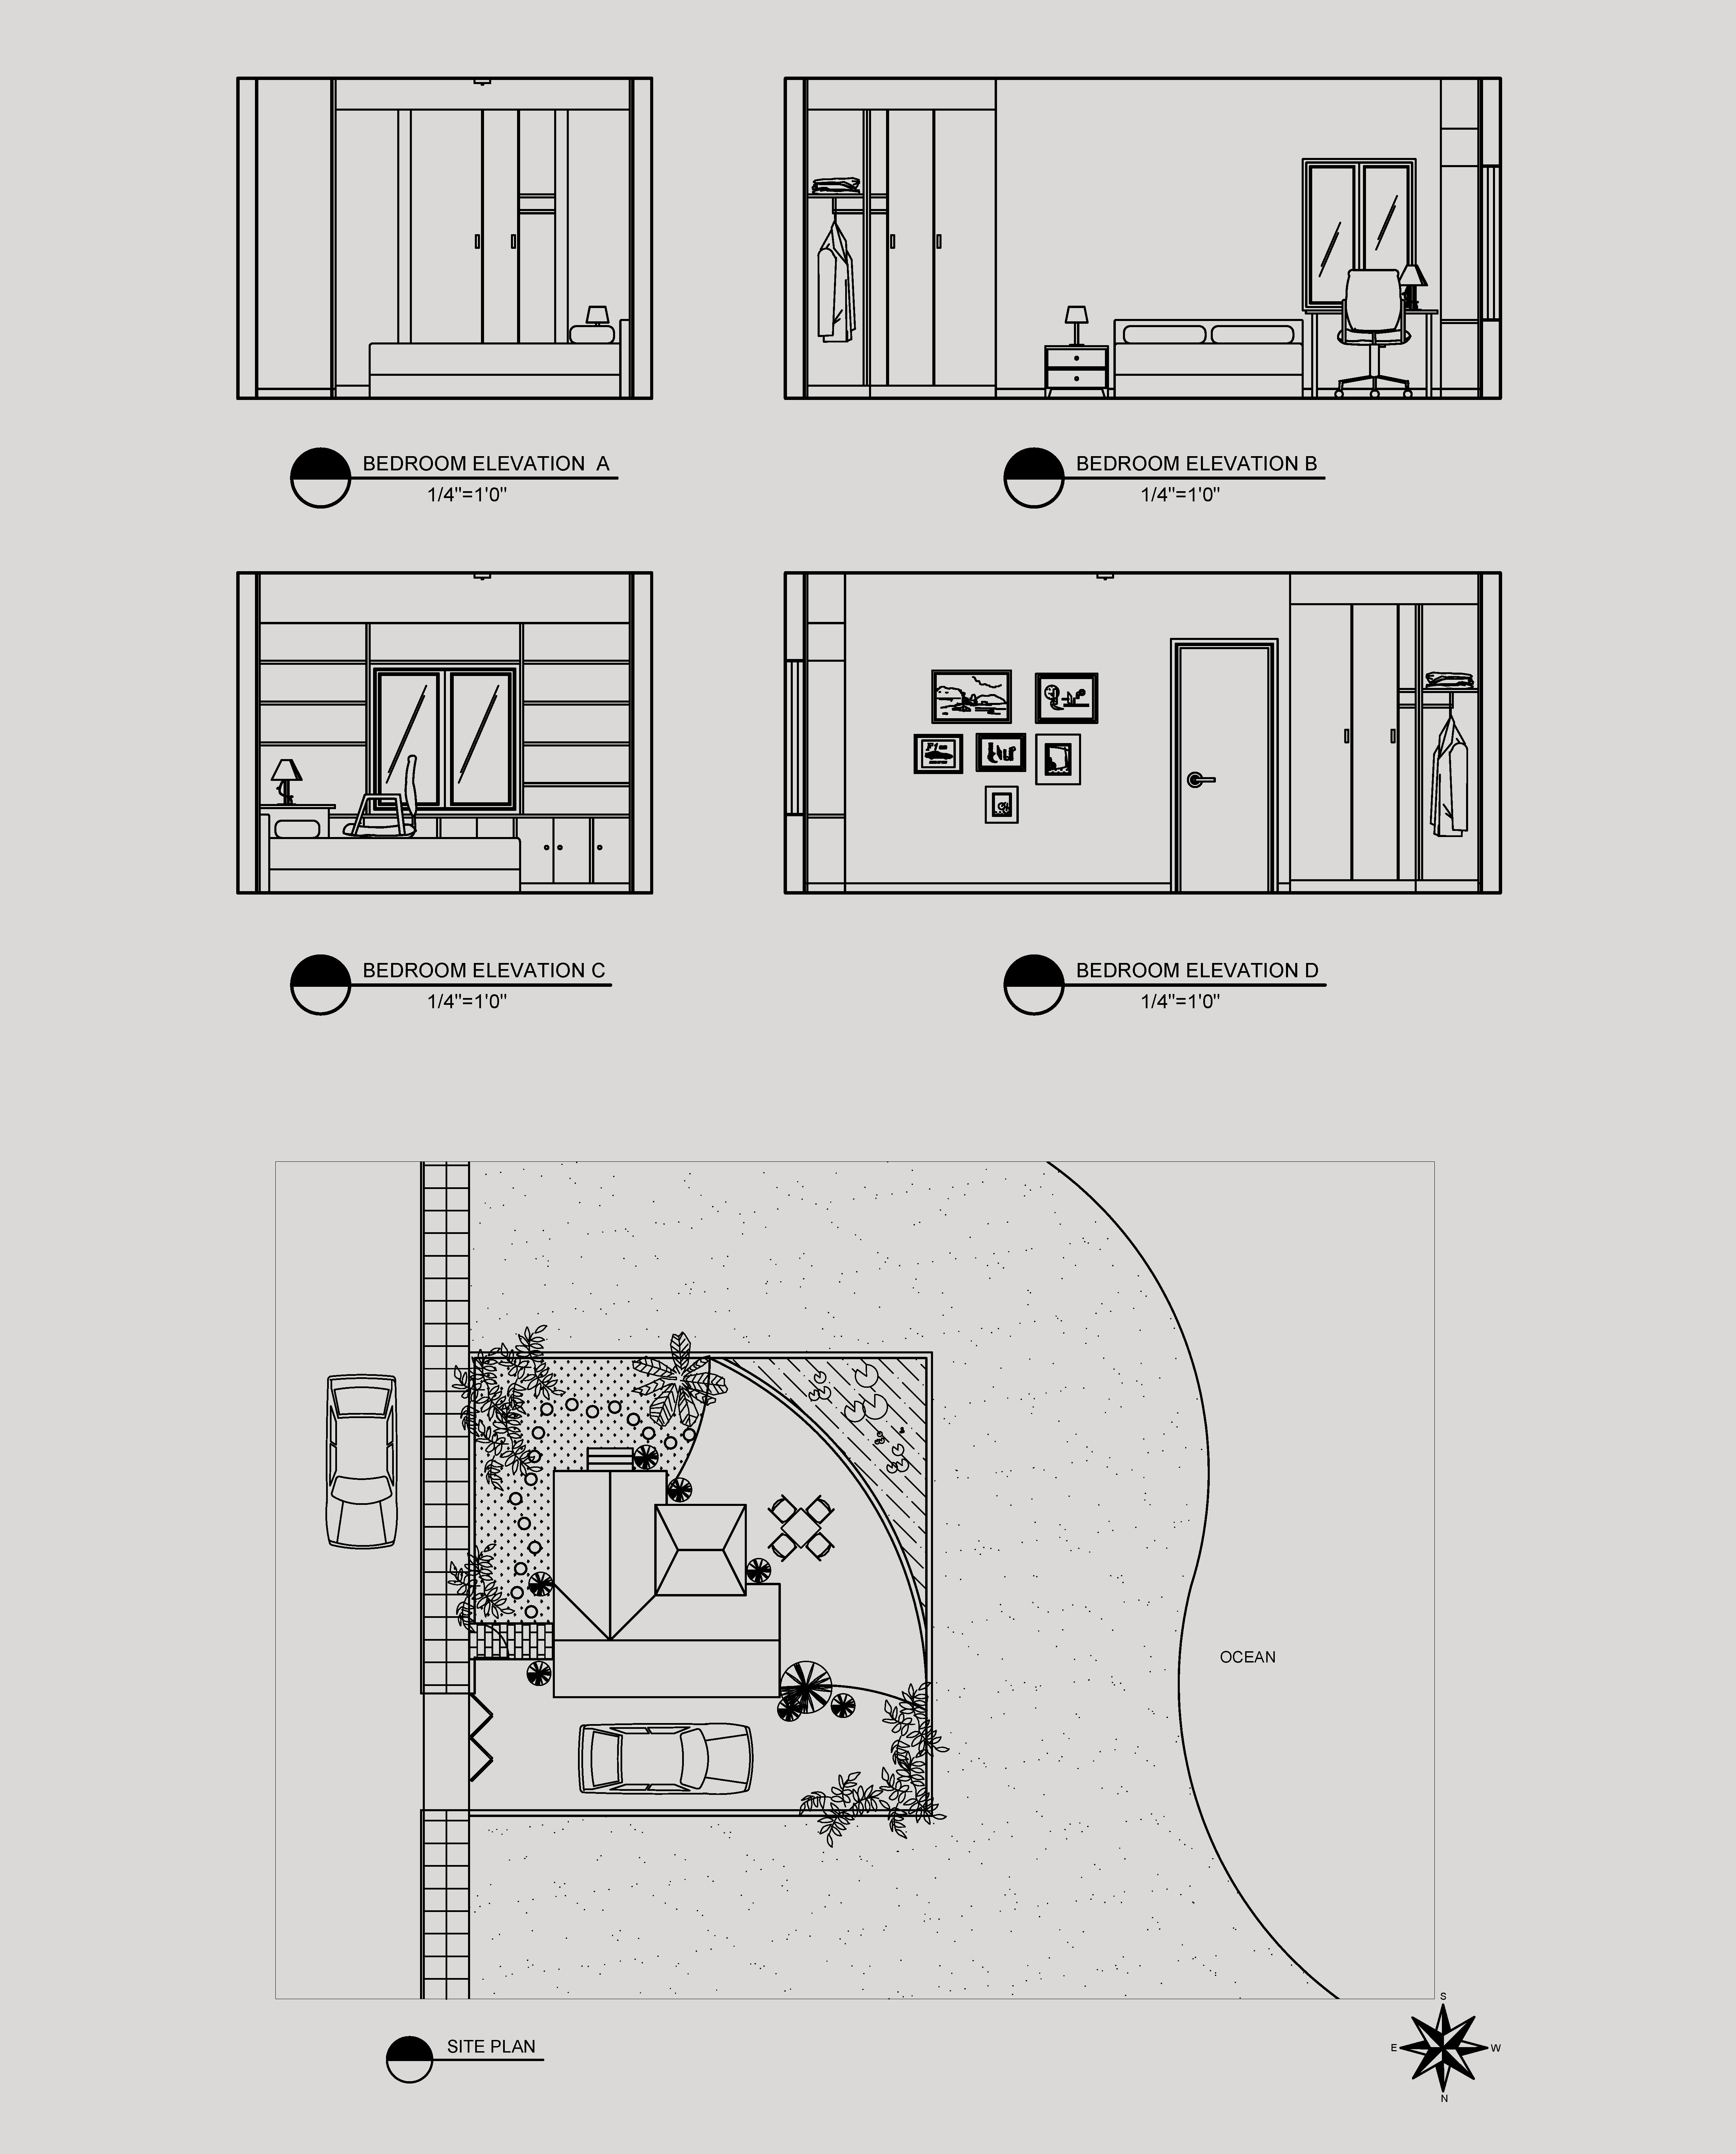 BEDROOM ELEVATION A
1/4"=1'0"
BEDROOM ELEVATION B
1/4"=1'0"
BEDROOM ELEVATION C
1/4"=1'0"
BEDROOM ELEVATION D
1/4"=1'0"
OCEAN
SITE PLAN
S
E
W
N